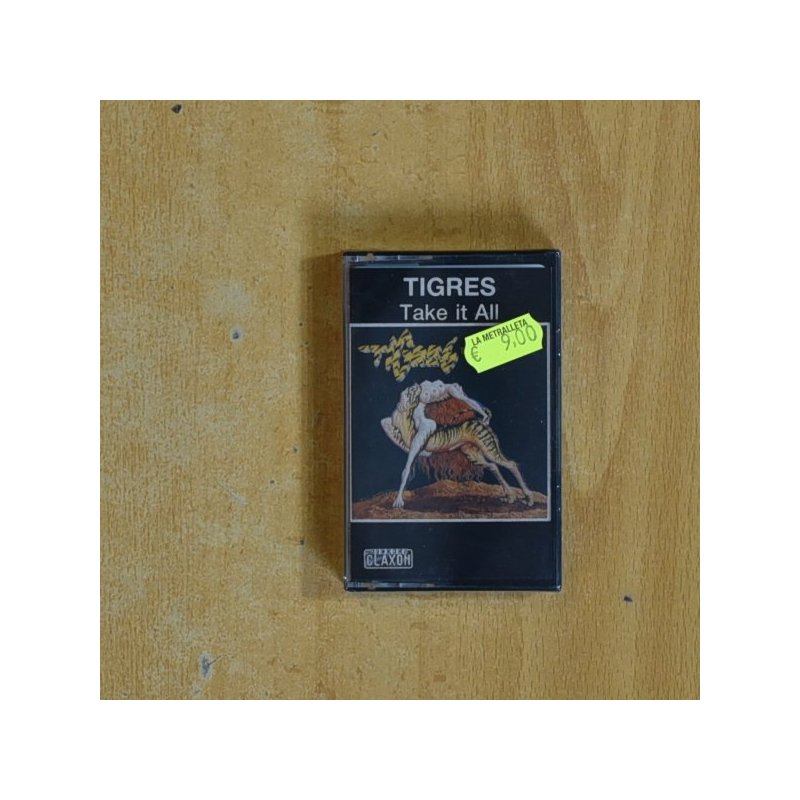 TIGRES
Take it All
LA METRALLETA
€ 9,00
CLAXON